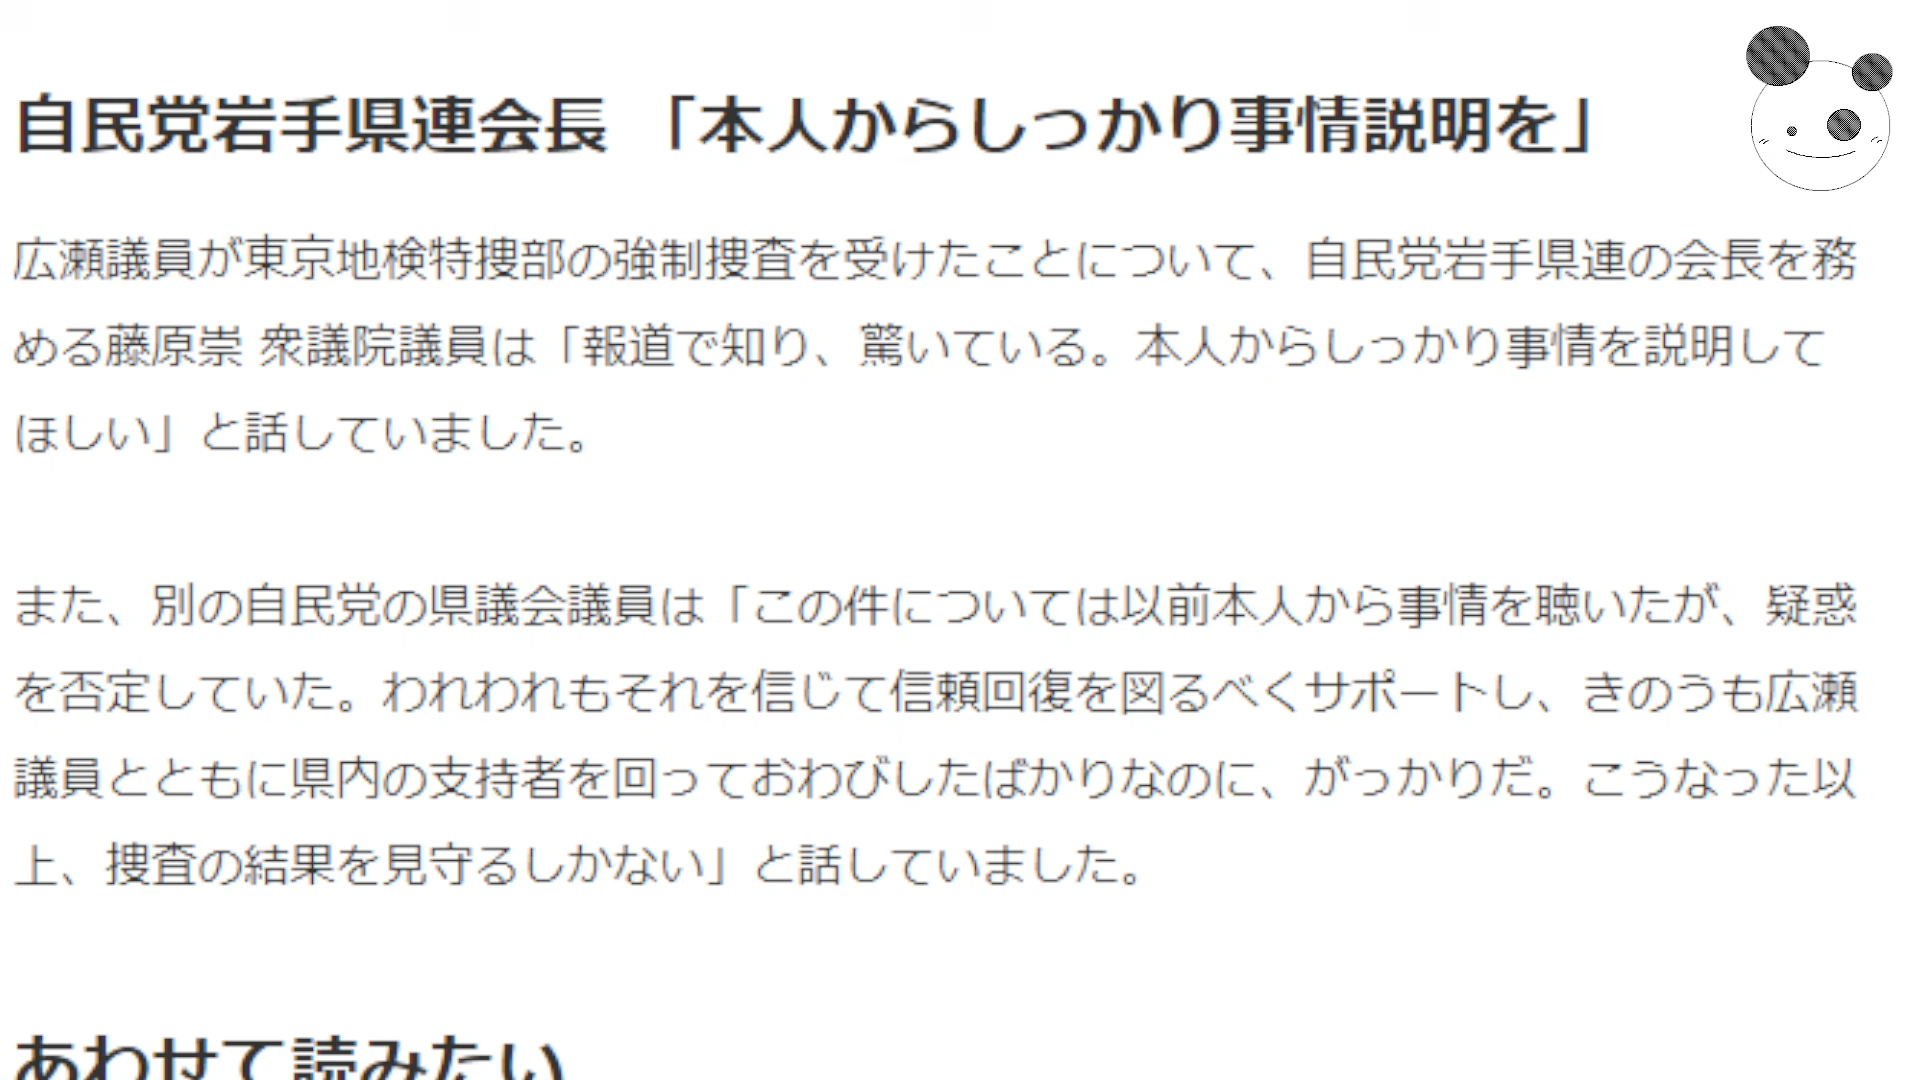 自民党岩手県連会長 「本人からしっかり事情説明を」
広瀬議員が東京地検特捜部の強制捜査を受けたことについて、自民党岩手県連の会長を務
める藤原崇 衆議院議員は「報道で知り、驚いている。本人からしっかり事情を説明して
ほしい」と話していました。
また、別の自民党の県議会議員は「この件については以前本人から事情を聴いたが、疑惑
を否定していた。われわれもそれを信じて信頼回復を図るべくサポートし、きのうも広瀬
議員とともに県内の支持者を回っておわびしたばかりなのに、がっかりだ。こうなった以
上、捜査の結果を見守るしかない」と話していました。
あわせて読みたい